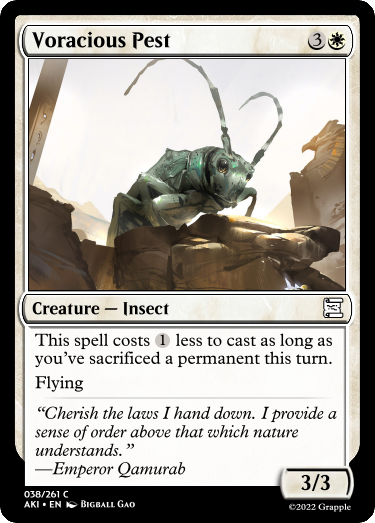 Voracious Pest 3
Creature — Insect
This spell costs 1 less to cast as long as
you've sacrificed a permanent this turn.
Flying
“Cherish the laws I hand down. I provide a
sense of order above that which nature
understands.”
—Emperor Qamurab
3/3
038/261 C
AKI • EN Bigball Gao
©2022 Grapple